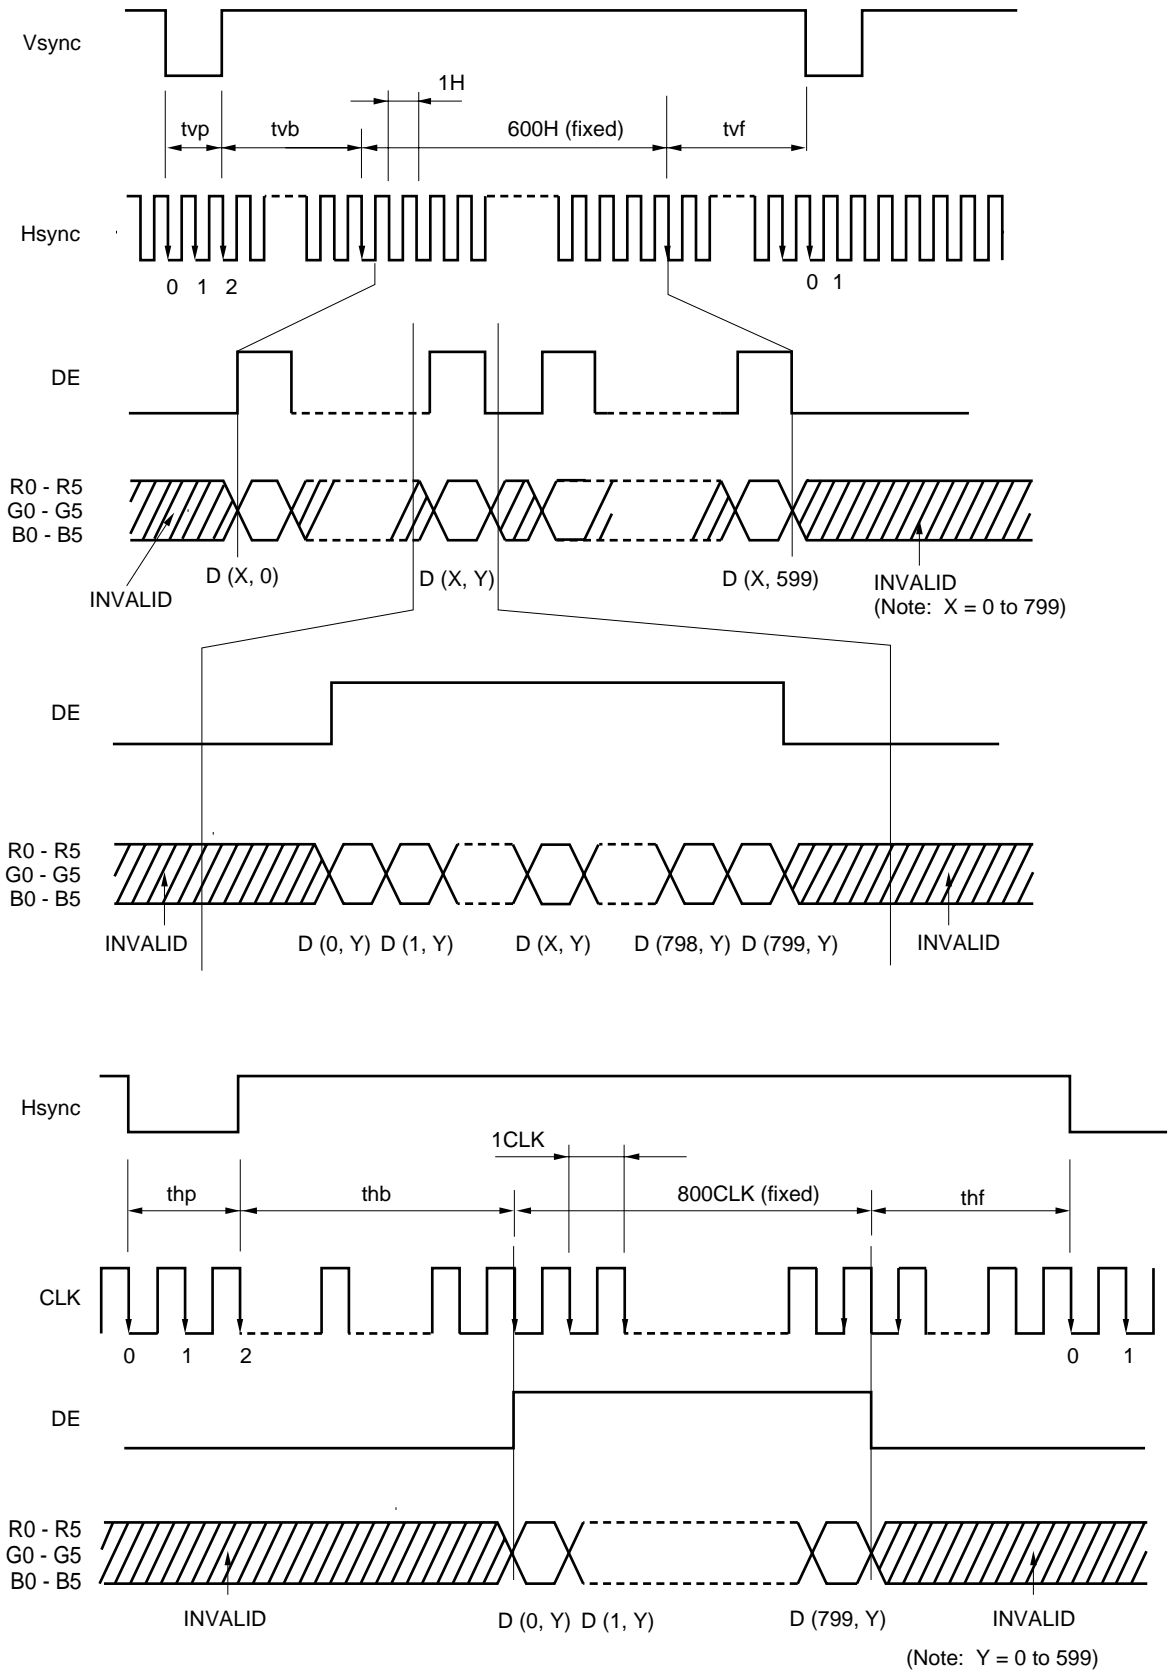 Vsync
1H
tvp
tvb
600H (fixed)
tvf
Hsync
0 1 2
0 1
DE
R0 - R5
G0 - G5
B0 - B5
D (X, 0)
D (X, Y)
D (X, 599)
INVALID
INVALID
(Note: X = 0 to 799)
DE
R0 - R5
G0 - G5
B0 - B5
INVALID
D (0, Y)
D (1, Y)
D (X, Y)
D (798, Y)
D (799, Y)
INVALID
Hsync
1CLK
thp
thb
800CLK (fixed)
thf
CLK
0 1 2
0 1
DE
R0 - R5
G0 - G5
B0 - B5
INVALID
D (0, Y)
D (1, Y)
D (799, Y)
INVALID
(Note: Y = 0 to 599)